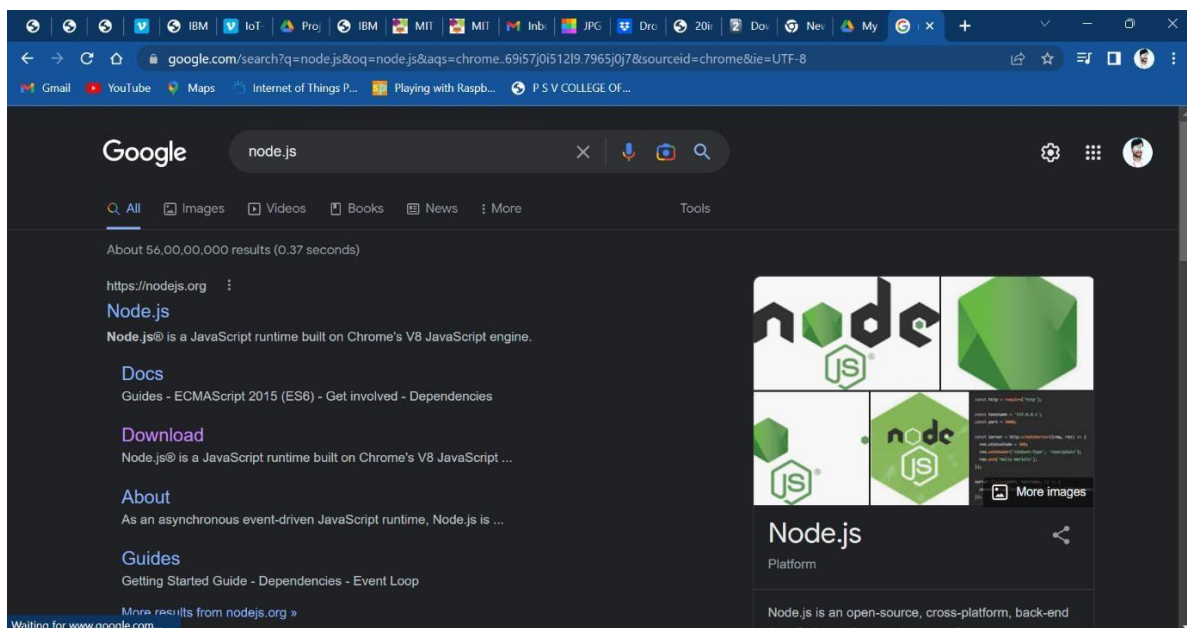 IBM
IoT
Proj
IBM
MIT
MIT
Inb
JPG
Dro
20in
Dov
Nev
My
google.com/search?q=node.js&oq=node.js&aqs=chrome..69i57j0i512l9.7965j0j7&sourceid=chrome&ie=UTF-8
Gmail YouTube Maps Internet of Things P... Playing with Raspb... P S V COLLEGE OF...
Google node.js
All Images Videos Books News More Tools
About 56,00,00,000 results (0.37 seconds)
https://nodejs.org
Node.js
Node.js® is a JavaScript runtime built on Chrome's V8 JavaScript engine.
Docs
Guides - ECMAScript 2015 (ES6) - Get involved - Dependencies
Download
Node.js® is a JavaScript runtime built on Chrome's V8 JavaScript ...
About
As an asynchronous event-driven JavaScript runtime, Node.js is ...
Guides
Getting Started Guide - Dependencies - Event Loop
More results from nodejs.org »
Waiting for www.google.com...
node
JS
JS
node
JS
More images
Node.js
Platform
Node.js is an open-source, cross-platform, back-end